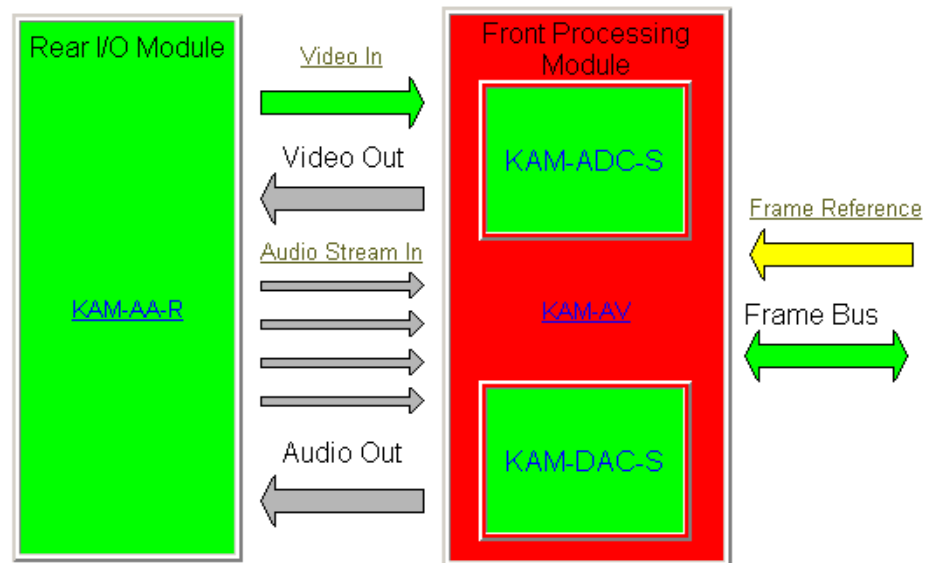 Rear I/O Module
KAM-AA-R
Video In
Video Out
Audio Stream In
Audio Out
Front Processing
Module
KAM-ADC-S
KAM-AV
KAM-DAC-S
Frame Reference
Frame Bus